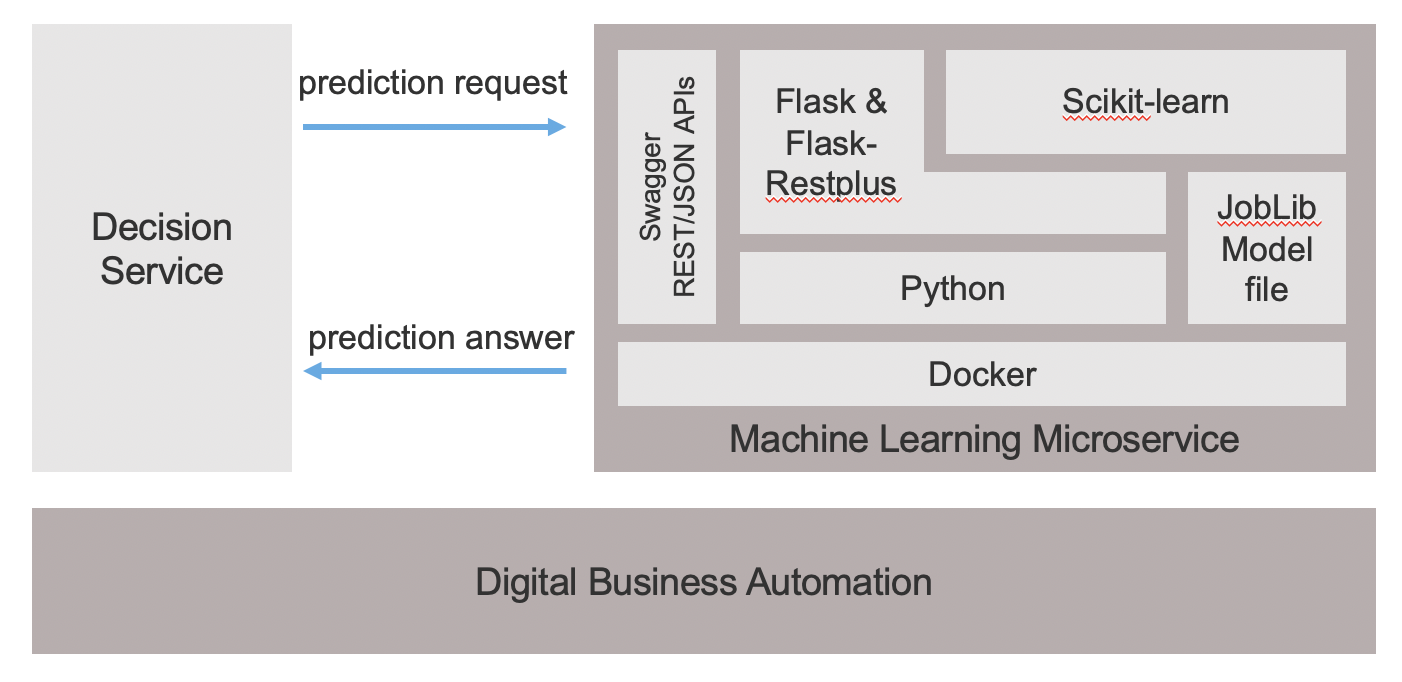 Decision
Service
prediction request
prediction answer
Swagger
REST/JSON APIs
Flask &
Flask-
Restplus
Scikit-learn
JobLib
Model
file
Python
Docker
Machine Learning Microservice
Digital Business Automation